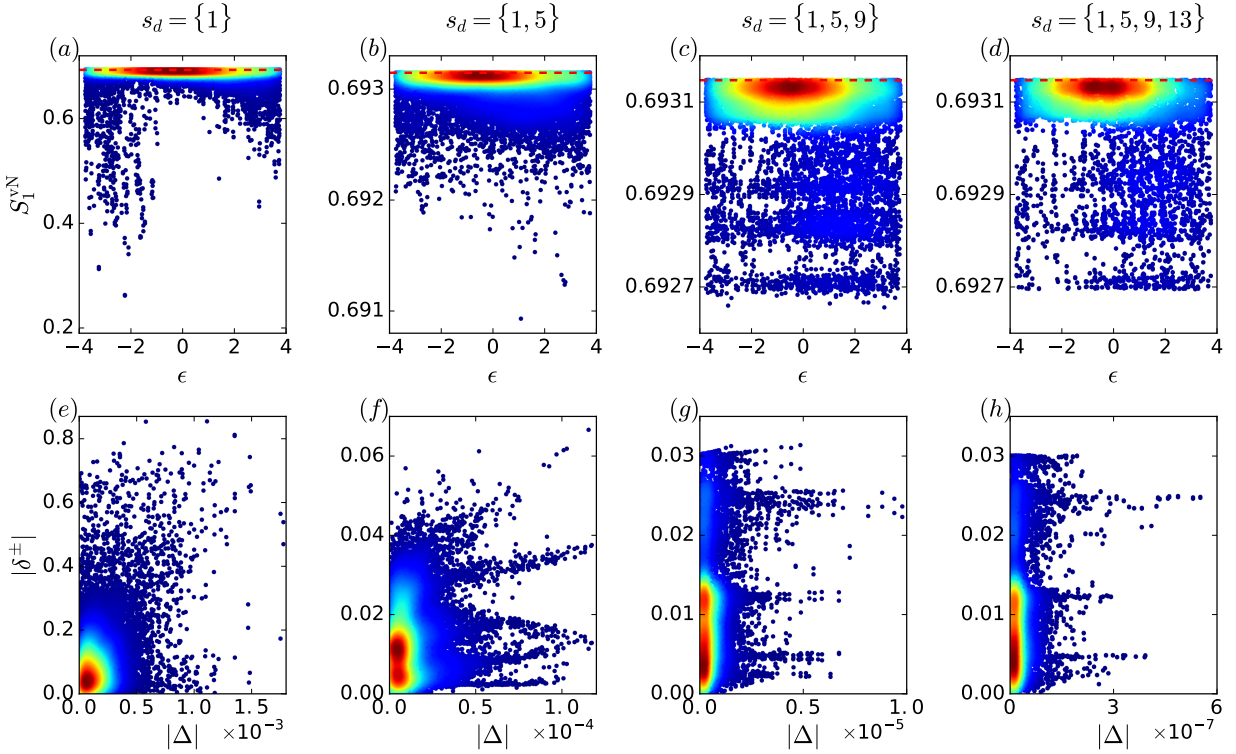 s_d = {1}
s_d = {1, 5}
s_d = {1, 5, 9}
s_d = {1, 5, 9, 13}
(a)
(b)
(c)
(d)
S_1^{vN}
0.6
0.4
0.2
0.693
0.692
0.691
0.6931
0.6929
0.6927
0.6931
0.6929
0.6927
−4 −2 0 2 4
−4 −2 0 2 4
−4 −2 0 2 4
−4 −2 0 2 4
ϵ
ϵ
ϵ
ϵ
(e)
(f)
(g)
(h)
|δ^±|
0.8
0.6
0.4
0.2
0.0
0.06
0.04
0.02
0.00
0.03
0.02
0.01
0.00
0.03
0.02
0.01
0.00
0.0 0.5 1.0 1.5
0.0 0.5 1.0
0.0 0.5 1.0
0 3 6
|Δ| ×10^{−3}
|Δ| ×10^{−4}
|Δ| ×10^{−5}
|Δ| ×10^{−7}